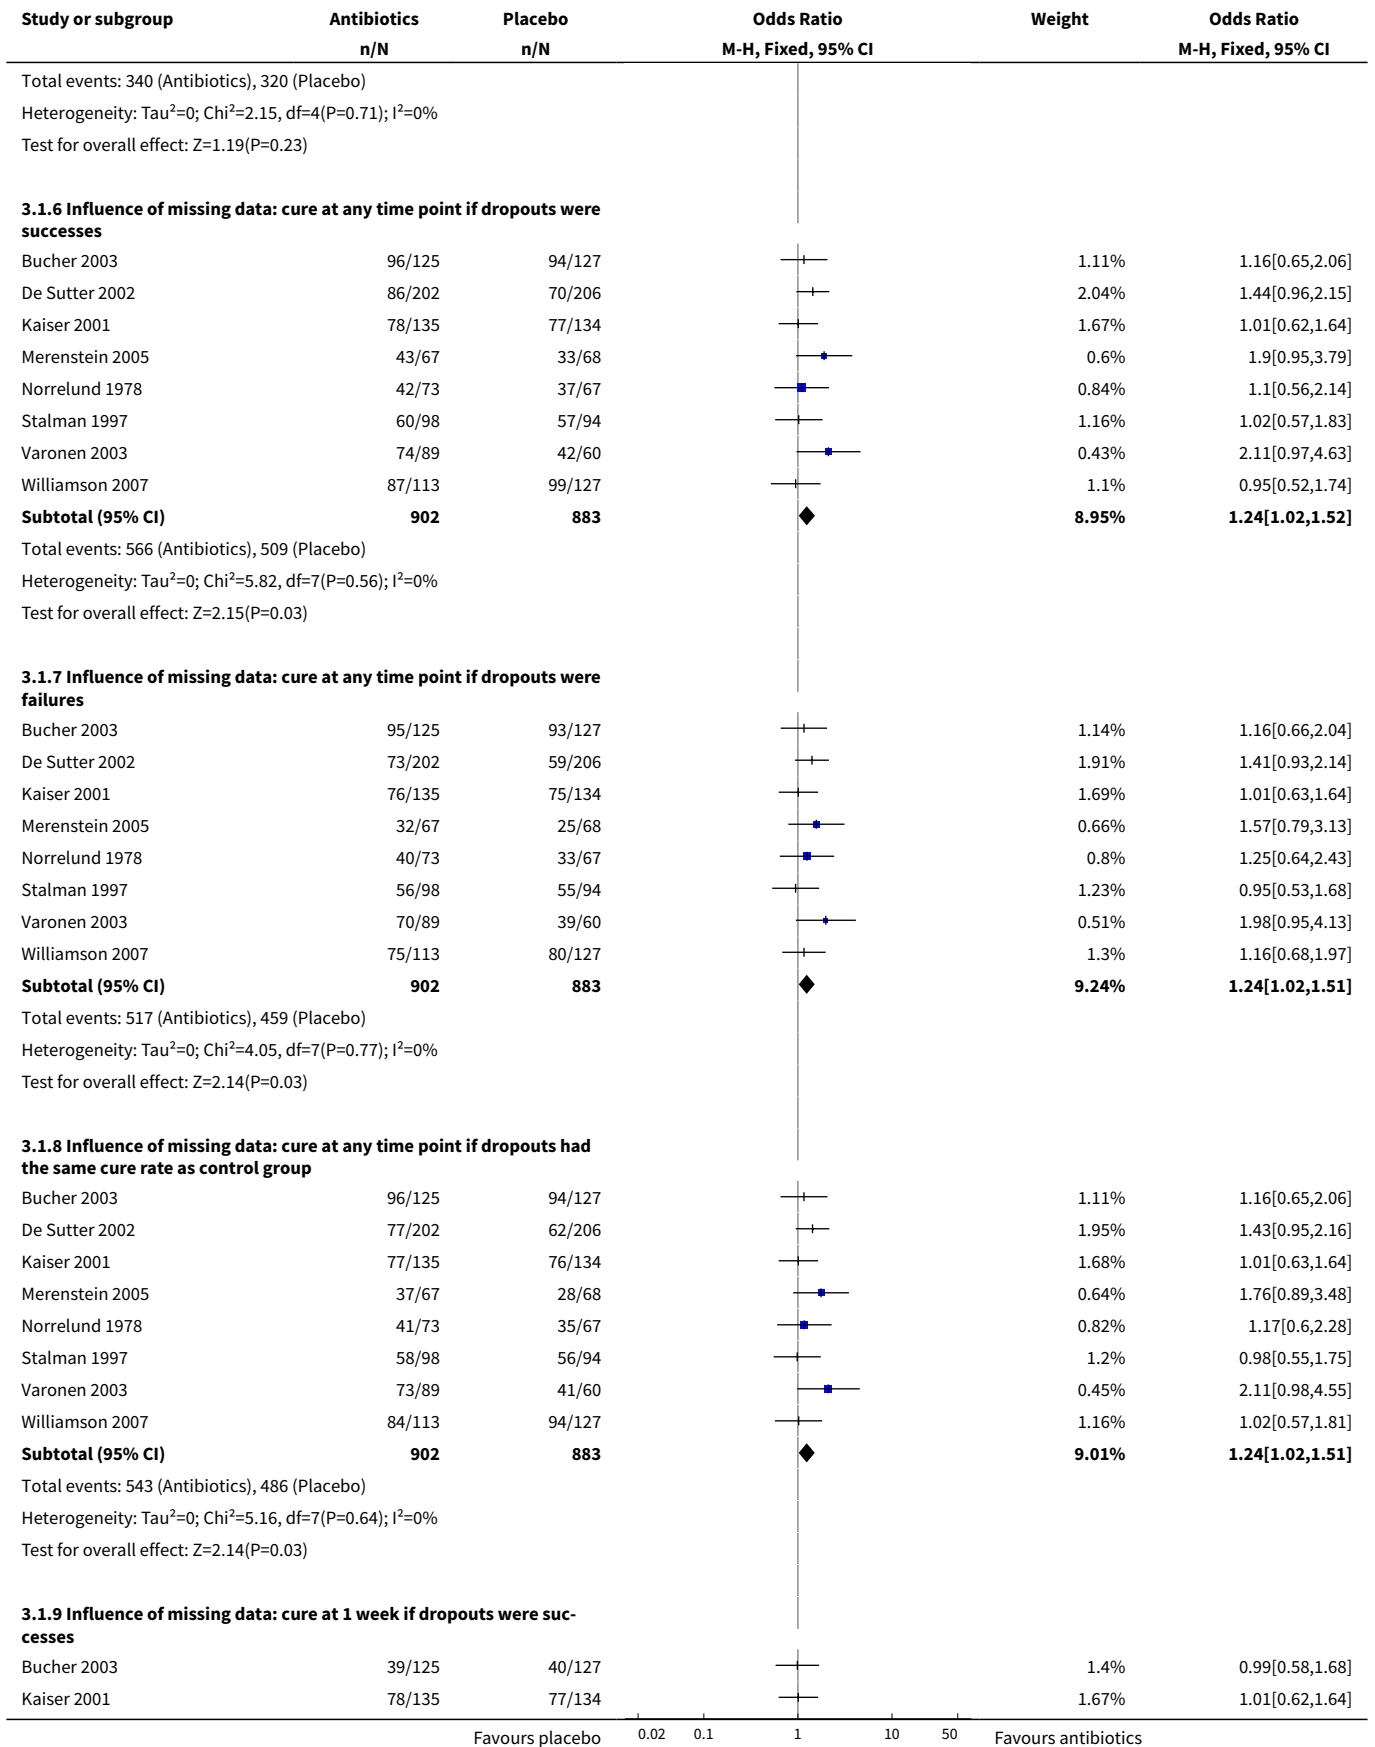 Study or subgroup Antibiotics Placebo Odds Ratio Weight Odds Ratio
n/N n/N M-H, Fixed, 95% CI M-H, Fixed, 95% CI
Total events: 340 (Antibiotics), 320 (Placebo)
Heterogeneity: Tau²=0; Chi²=2.15, df=4(P=0.71); I²=0%
Test for overall effect: Z=1.19(P=0.23)
3.1.6 Influence of missing data: cure at any time point if dropouts were
successes
Bucher 2003 96/125 94/127 1.11% 1.16[0.65,2.06]
De Sutter 2002 86/202 70/206 2.04% 1.44[0.96,2.15]
Kaiser 2001 78/135 77/134 1.67% 1.01[0.62,1.64]
Merenstein 2005 43/67 33/68 0.6% 1.9[0.95,3.79]
Norrelund 1978 42/73 37/67 0.84% 1.1[0.56,2.14]
Stalman 1997 60/98 57/94 1.16% 1.02[0.57,1.83]
Varonen 2003 74/89 42/60 0.43% 2.11[0.97,4.63]
Williamson 2007 87/113 99/127 1.1% 0.95[0.52,1.74]
Subtotal (95% CI) 902 883 8.95% 1.24[1.02,1.52]
Total events: 566 (Antibiotics), 509 (Placebo)
Heterogeneity: Tau²=0; Chi²=5.82, df=7(P=0.56); I²=0%
Test for overall effect: Z=2.15(P=0.03)
3.1.7 Influence of missing data: cure at any time point if dropouts were
failures
Bucher 2003 95/125 93/127 1.14% 1.16[0.66,2.04]
De Sutter 2002 73/202 59/206 1.91% 1.41[0.93,2.14]
Kaiser 2001 76/135 75/134 1.69% 1.01[0.63,1.64]
Merenstein 2005 32/67 25/68 0.66% 1.57[0.79,3.13]
Norrelund 1978 40/73 33/67 0.8% 1.25[0.64,2.43]
Stalman 1997 56/98 55/94 1.23% 0.95[0.53,1.68]
Varonen 2003 70/89 39/60 0.51% 1.98[0.95,4.13]
Williamson 2007 75/113 80/127 1.3% 1.16[0.68,1.97]
Subtotal (95% CI) 902 883 9.24% 1.24[1.02,1.51]
Total events: 517 (Antibiotics), 459 (Placebo)
Heterogeneity: Tau²=0; Chi²=4.05, df=7(P=0.77); I²=0%
Test for overall effect: Z=2.14(P=0.03)
3.1.8 Influence of missing data: cure at any time point if dropouts had
the same cure rate as control group
Bucher 2003 96/125 94/127 1.11% 1.16[0.65,2.06]
De Sutter 2002 77/202 62/206 1.95% 1.43[0.95,2.16]
Kaiser 2001 77/135 76/134 1.68% 1.01[0.63,1.64]
Merenstein 2005 37/67 28/68 0.64% 1.76[0.89,3.48]
Norrelund 1978 41/73 35/67 0.82% 1.17[0.6,2.28]
Stalman 1997 58/98 56/94 1.2% 0.98[0.55,1.75]
Varonen 2003 73/89 41/60 0.45% 2.11[0.98,4.55]
Williamson 2007 84/113 94/127 1.16% 1.02[0.57,1.81]
Subtotal (95% CI) 902 883 9.01% 1.24[1.02,1.51]
Total events: 543 (Antibiotics), 486 (Placebo)
Heterogeneity: Tau²=0; Chi²=5.16, df=7(P=0.64); I²=0%
Test for overall effect: Z=2.14(P=0.03)
3.1.9 Influence of missing data: cure at 1 week if dropouts were suc-
cesses
Bucher 2003 39/125 40/127 1.4% 0.99[0.58,1.68]
Kaiser 2001 78/135 77/134 1.67% 1.01[0.62,1.64]
Favours placebo 0.02 0.1 1 10 50 Favours antibiotics